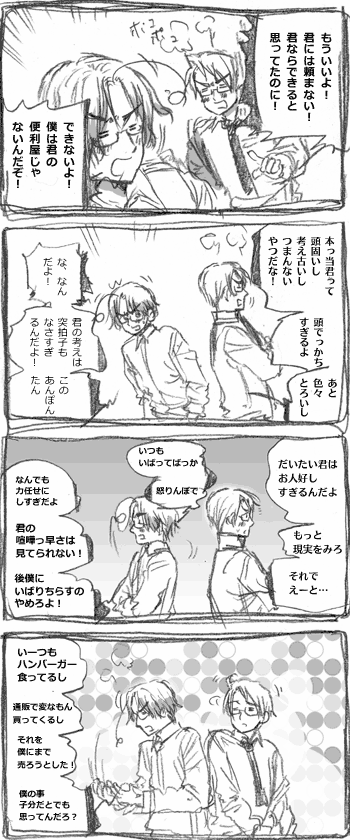 もういいよ！
君には頼まない！
君ならできると
思ってたのに！
ポコ
ポコ
できないよ！
僕は君の
便利屋じゃ
ないんだぞ！
本っ当君って
頭固いし
考え古いし
つまんない
やつだな！
頭でっかち
すぎるよ
あと
色々
とろいし
な、なん
だよ！
君の考えは
突拍子も
なさすぎ
るんだよ！
この
あんぽん
たん
だいたい君は
お人好し
すぎるんだよ
もっと
現実をみろ
それで
えーと…
いつも
いばってばっか
怒りんぼで
なんでも
力任せに
しすぎだよ
君の
喧嘩っ早さは
見てられない！
後僕に
いばりちらすの
やめろよ！
いーつも
ハンバーガー
食ってるし
通販で変なもん
買ってくるし
それを
僕にまで
売ろうとした！
僕の事
子分だとでも
思ってんだろ？